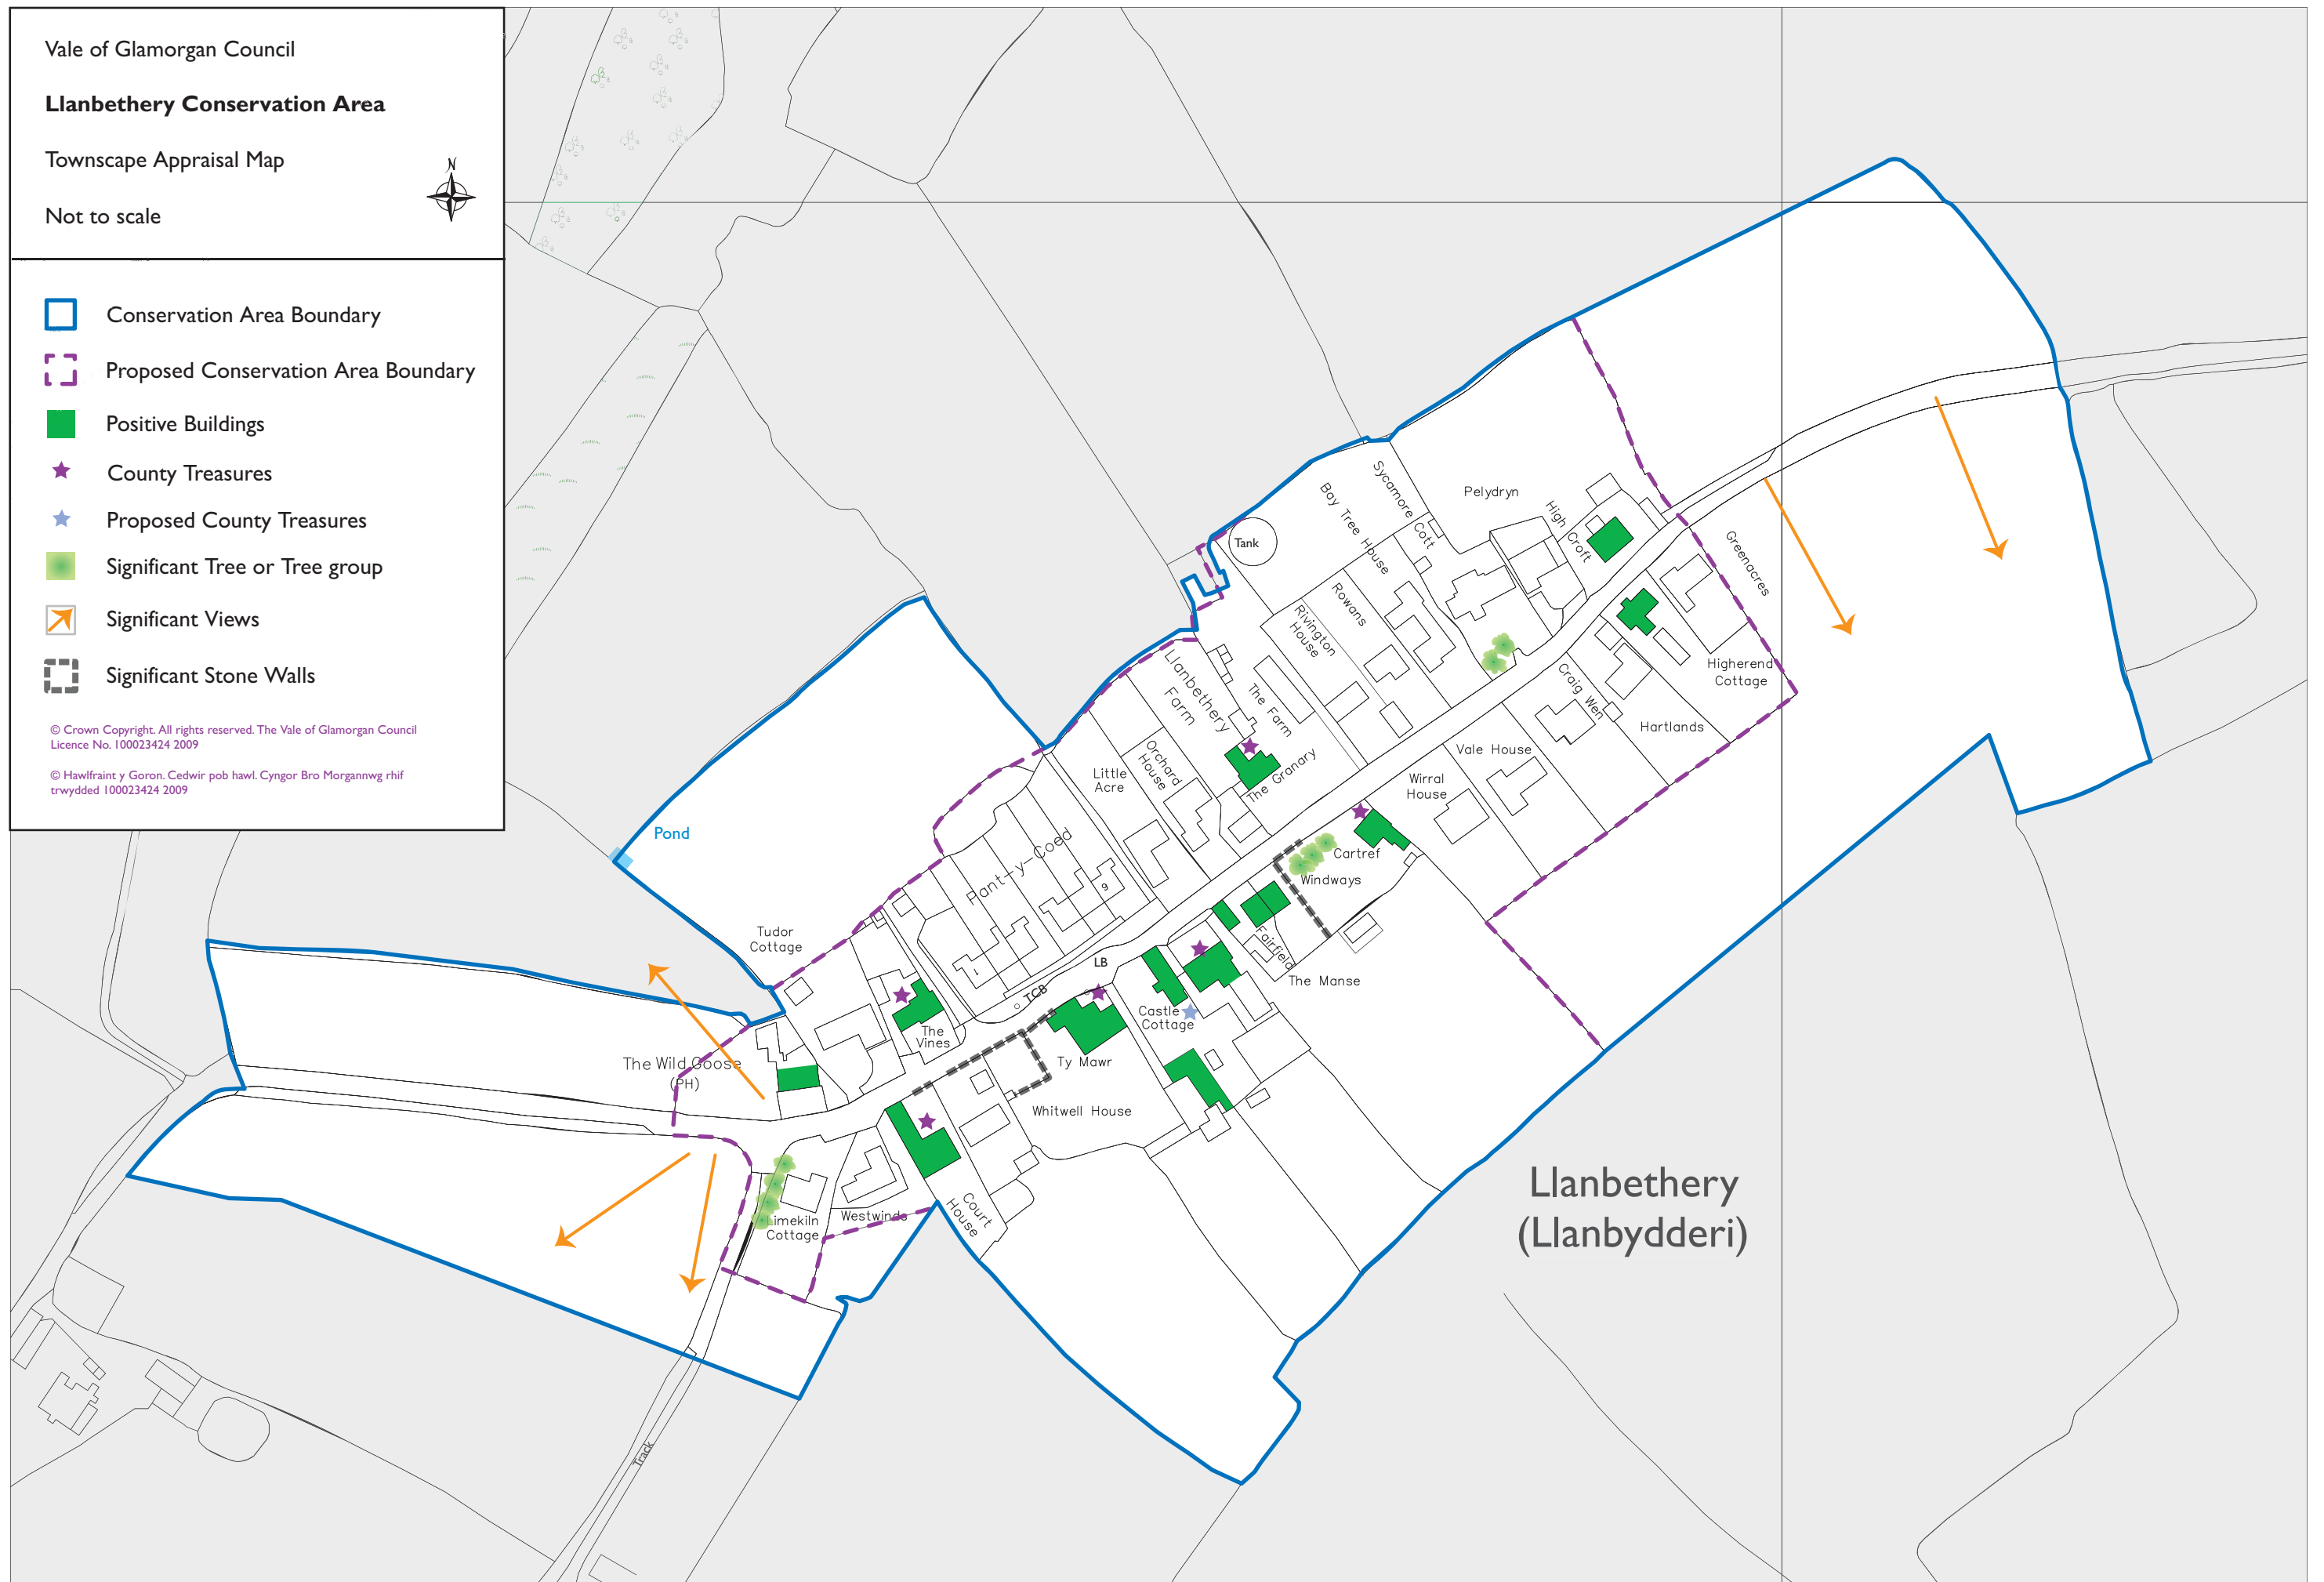 Vale of Glamorgan Council
Llanbethery Conservation Area
Townscape Appraisal Map
N
Not to scale
Conservation Area Boundary
Proposed Conservation Area Boundary
Positive Buildings
County Treasures
Proposed County Treasures
Significant Tree or Tree group
Significant Views
Significant Stone Walls
© Crown Copyright. All rights reserved. The Vale of Glamorgan Council
Licence No. 100023424 2009
© Hawlfraint y Goron. Cedwir pob hawl. Cyngor Bro Morgannwg rhif
trwydded 100023424 2009
Pelydryn
Sycamore Cott
Bay Tree House
High
Croft
Tank
Greenacres
Rowans
Rivington
House
Higherend
Cottage
Llanbethery
Farm
The Farm
Craig Wen
Hartlands
Vale House
Orchard
House
The Granary
Little
Acre
Wirral
House
Pond
Pant-y-Coed
9
1
Cartref
Windways
Tudor
Cottage
Fairfield
LB
The Manse
TCB
Castle
Cottage
The
Vines
Ty Mawr
The Wild Goose
(PH)
Whitwell House
Court
House
Westwinds
Limekiln
Cottage
Track
Llanbethery
(Llanbydderi)